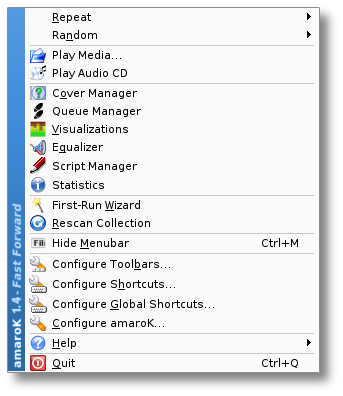 Repeat
Random
Play Media...
Play Audio CD
Cover Manager
Queue Manager
Visualizations
Equalizer
Script Manager
Statistics
First-Run Wizard
Rescan Collection
File Hide Menubar Ctrl+M
Configure Toolbars...
Configure Shortcuts...
Configure Global Shortcuts...
Configure amaroK...
Help
Quit Ctrl+Q
amaroK 1.4 - Fast Forward